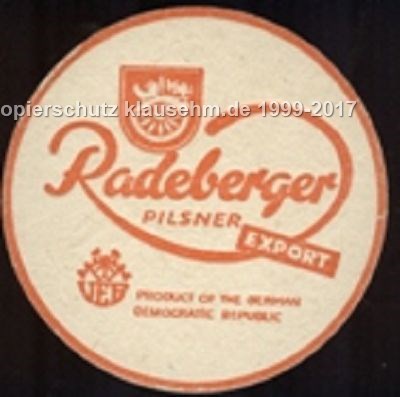 opierschutz klausehm.de 1999-2017
Radeberger
PILSNER
EXPORT
VEB
PRODUCT OF THE GERMAN
DEMOCRATIC REPUBLIC